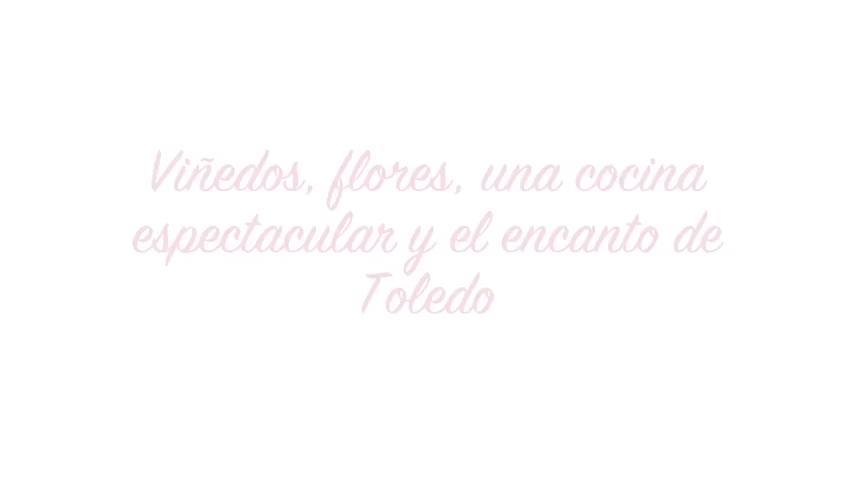 Viñedos, flores, una cocina
espectacular y el encanto de
Toledo